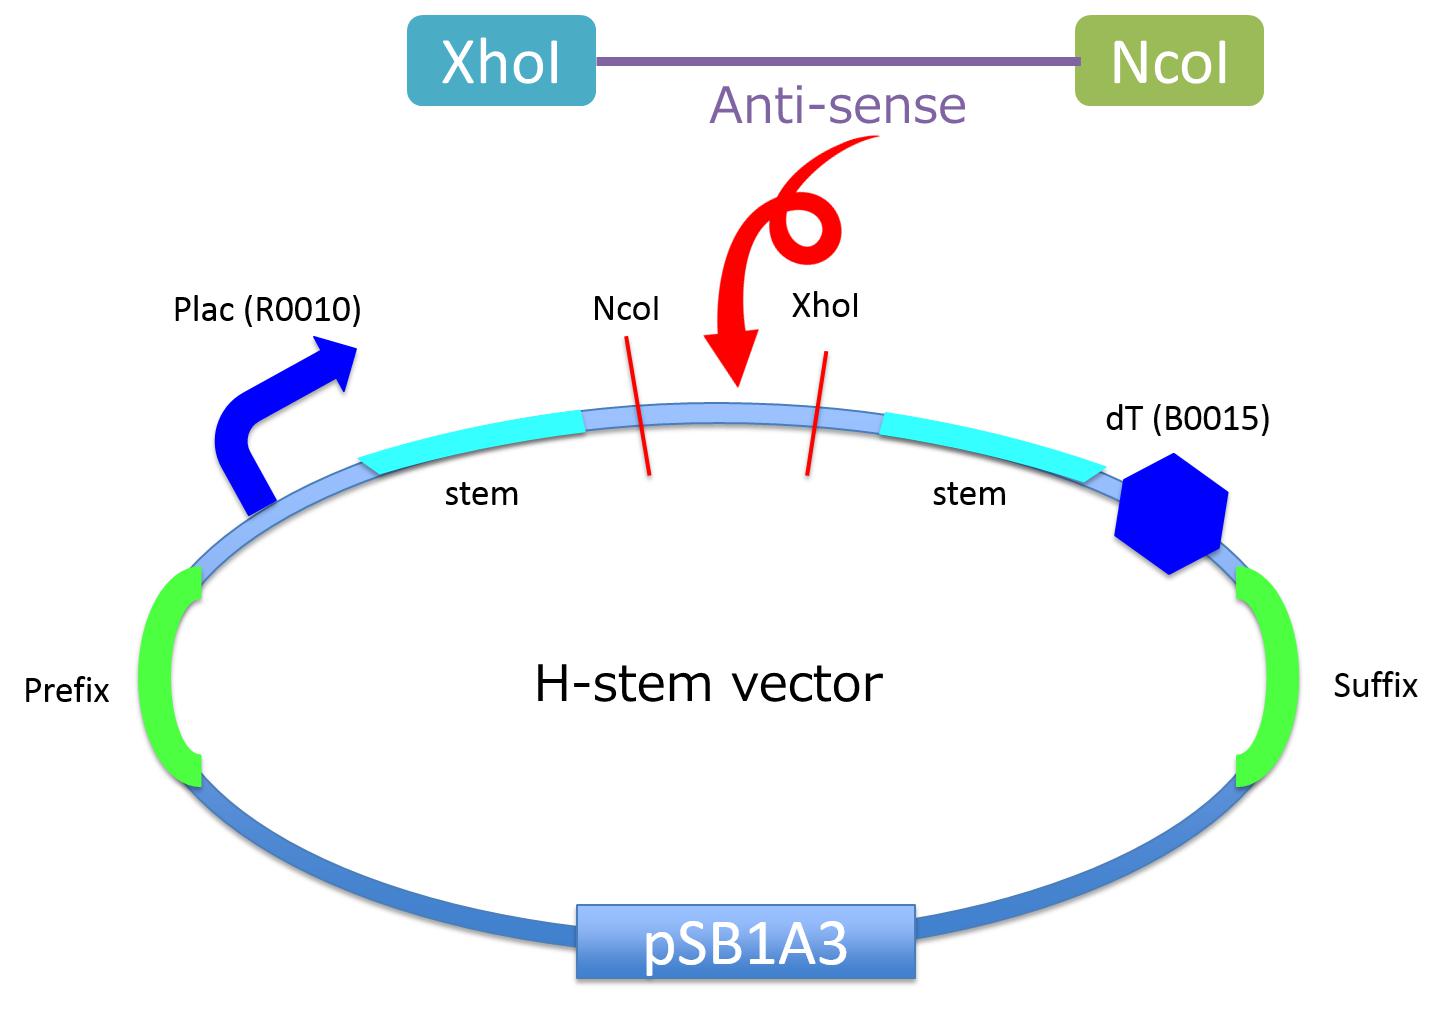 XhoI
NcoI
Anti-sense
Plac (R0010)
NcoI
XhoI
dT (B0015)
stem
stem
Prefix
H-stem vector
Suffix
pSB1A3